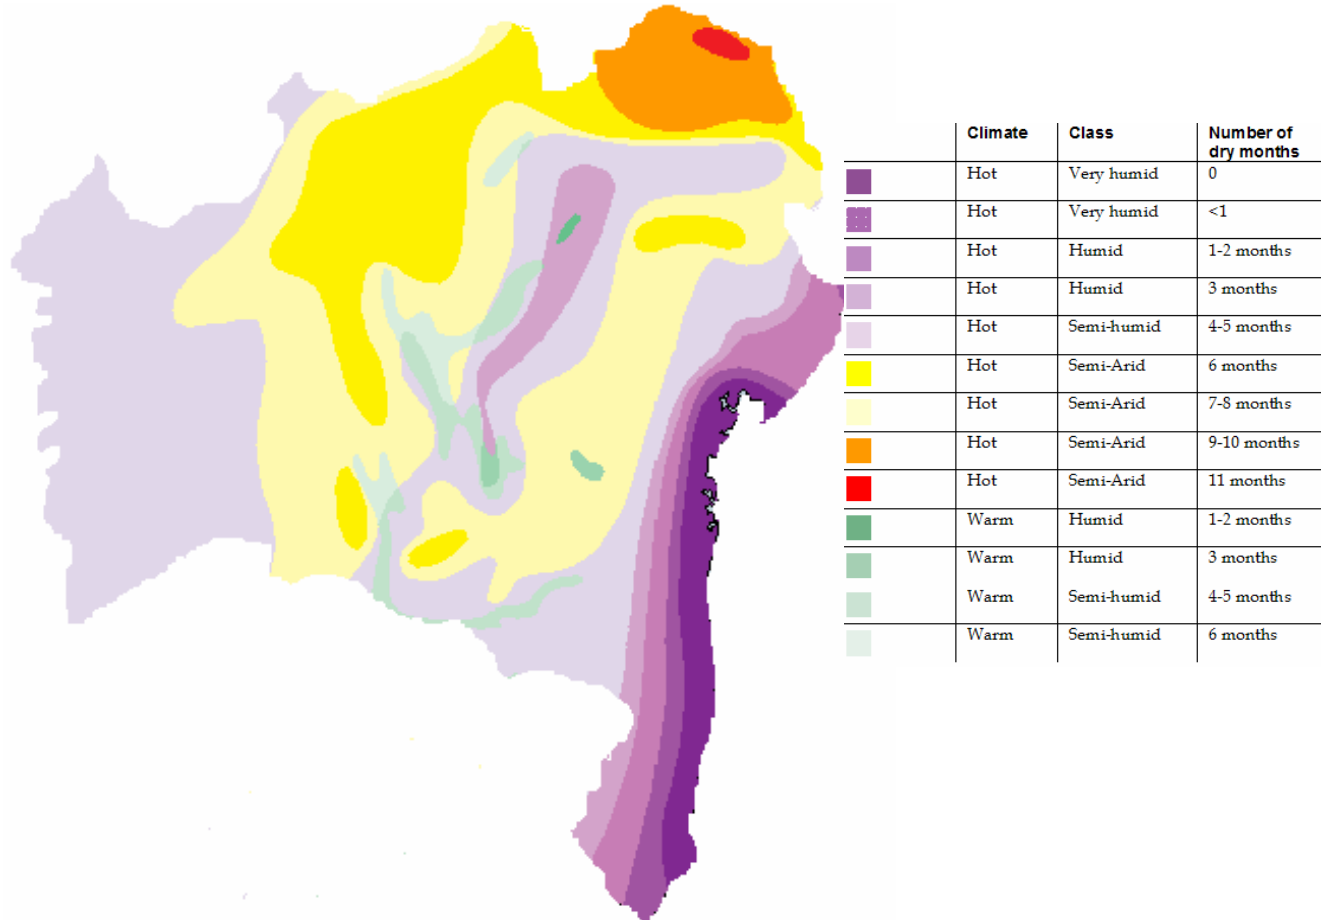 Climate Class Number of
dry months
Hot Very humid 0
Hot Very humid <1
Hot Humid 1-2 months
Hot Humid 3 months
Hot Semi-humid 4-5 months
Hot Semi-Arid 6 months
Hot Semi-Arid 7-8 months
Hot Semi-Arid 9-10 months
Hot Semi-Arid 11 months
Warm Humid 1-2 months
Warm Humid 3 months
Warm Semi-humid 4-5 months
Warm Semi-humid 6 months